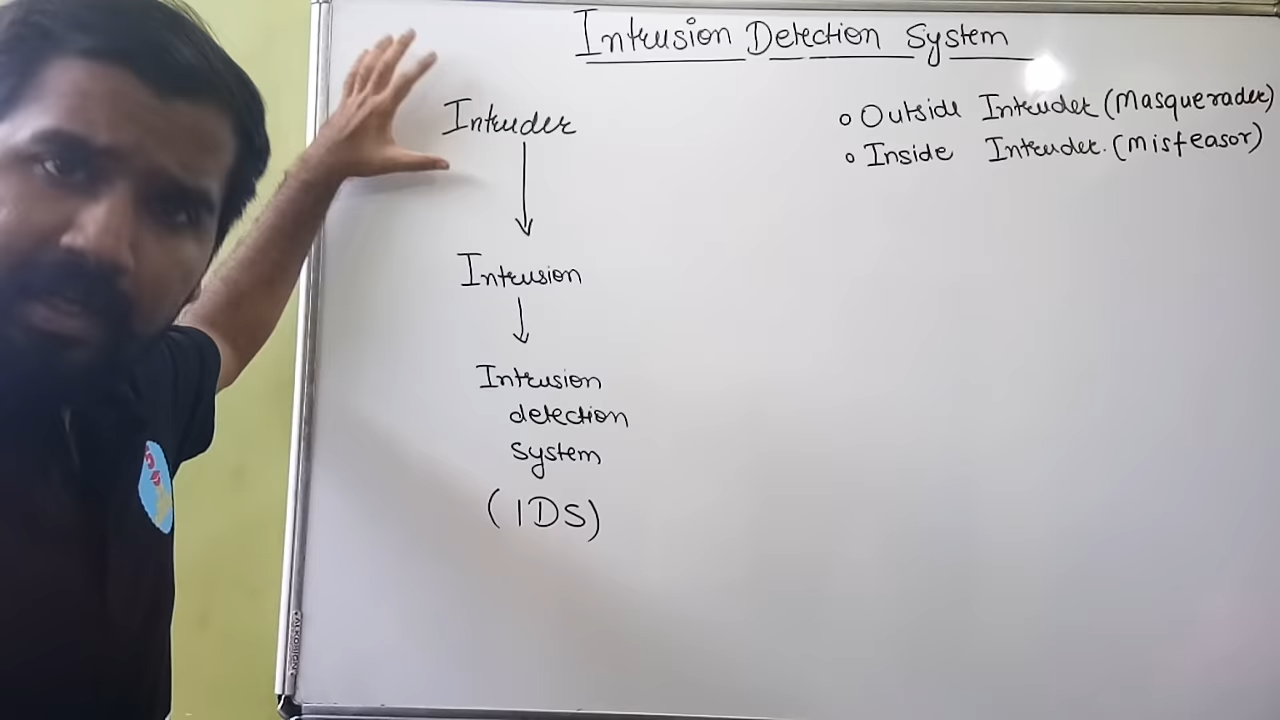 Intrusion Detection System
Intruder
Intrusion
Intrusion
detection
system
(IDS)
o Outside Intruder (Masquerader)
o Inside Intruder. (Misfeasor)